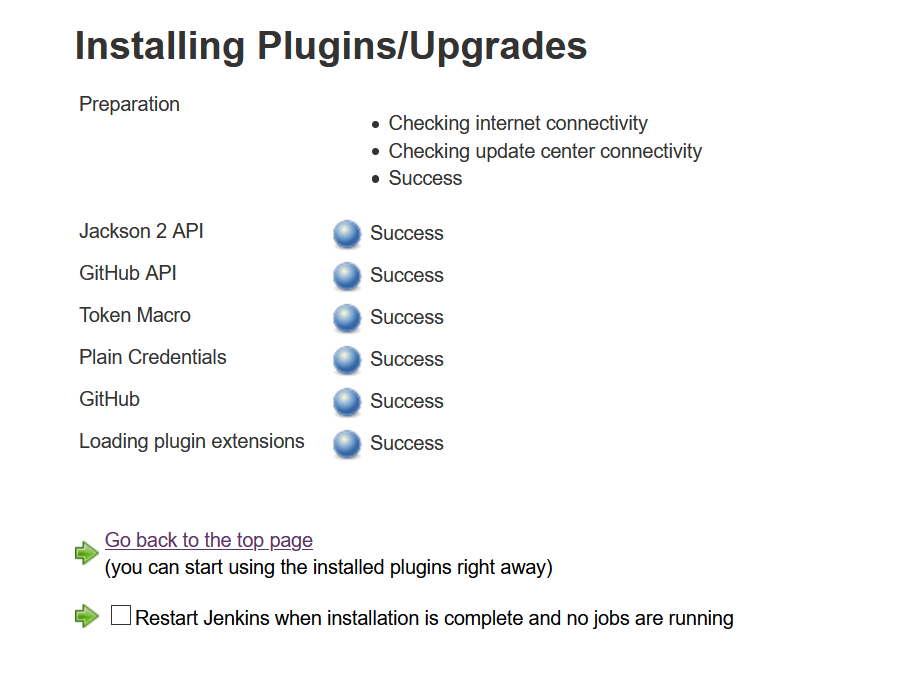 Installing Plugins/Upgrades
Preparation
Checking internet connectivity
Checking update center connectivity
Success
Jackson 2 API Success
GitHub API Success
Token Macro Success
Plain Credentials Success
GitHub Success
Loading plugin extensions Success
Go back to the top page
(you can start using the installed plugins right away)
Restart Jenkins when installation is complete and no jobs are running